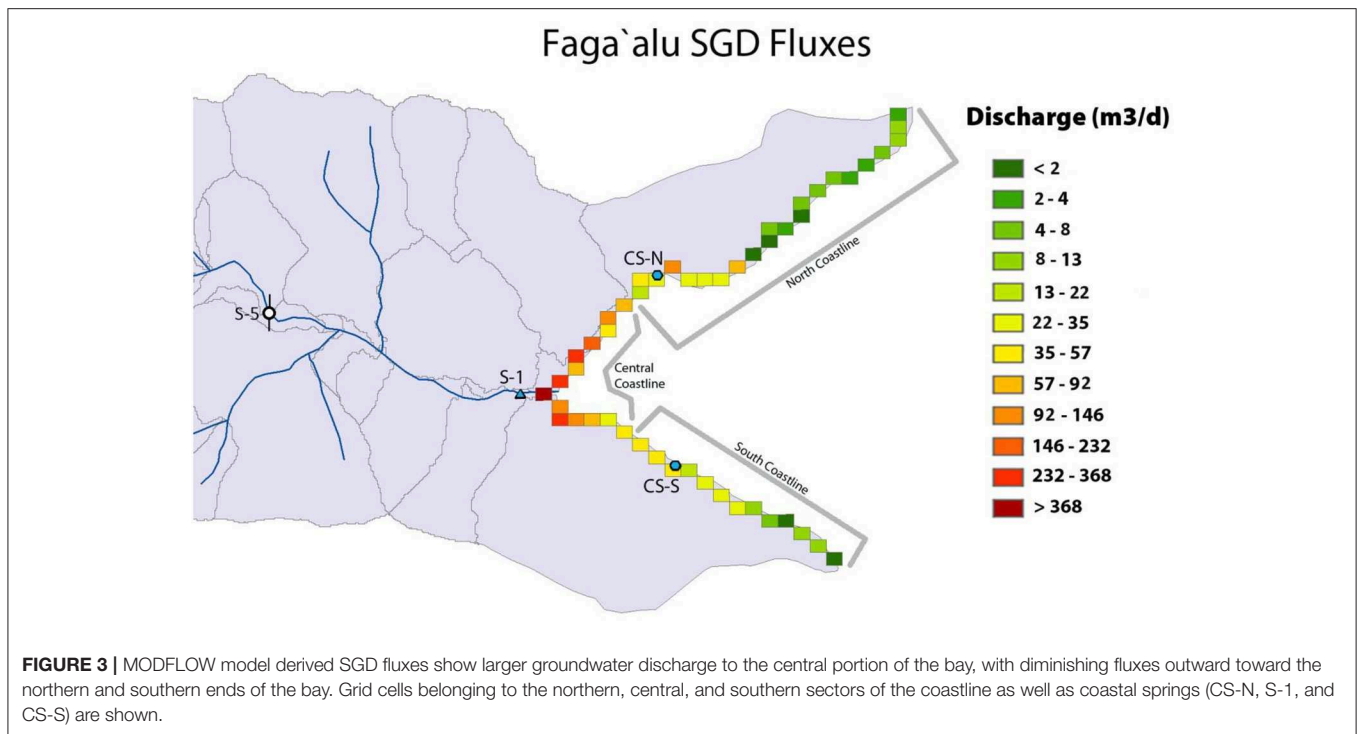 Faga`alu SGD Fluxes
Discharge (m3/d)
< 2
2 - 4
4 - 8
8 - 13
13 - 22
22 - 35
35 - 57
57 - 92
92 - 146
146 - 232
232 - 368
> 368
CS-N
North Coastline
S-5
Central
Coastline
S-1
South Coastline
CS-S
FIGURE 3 | MODFLOW model derived SGD fluxes show larger groundwater discharge to the central portion of the bay, with diminishing fluxes outward toward the
northern and southern ends of the bay. Grid cells belonging to the northern, central, and southern sectors of the coastline as well as coastal springs (CS-N, S-1, and
CS-S) are shown.